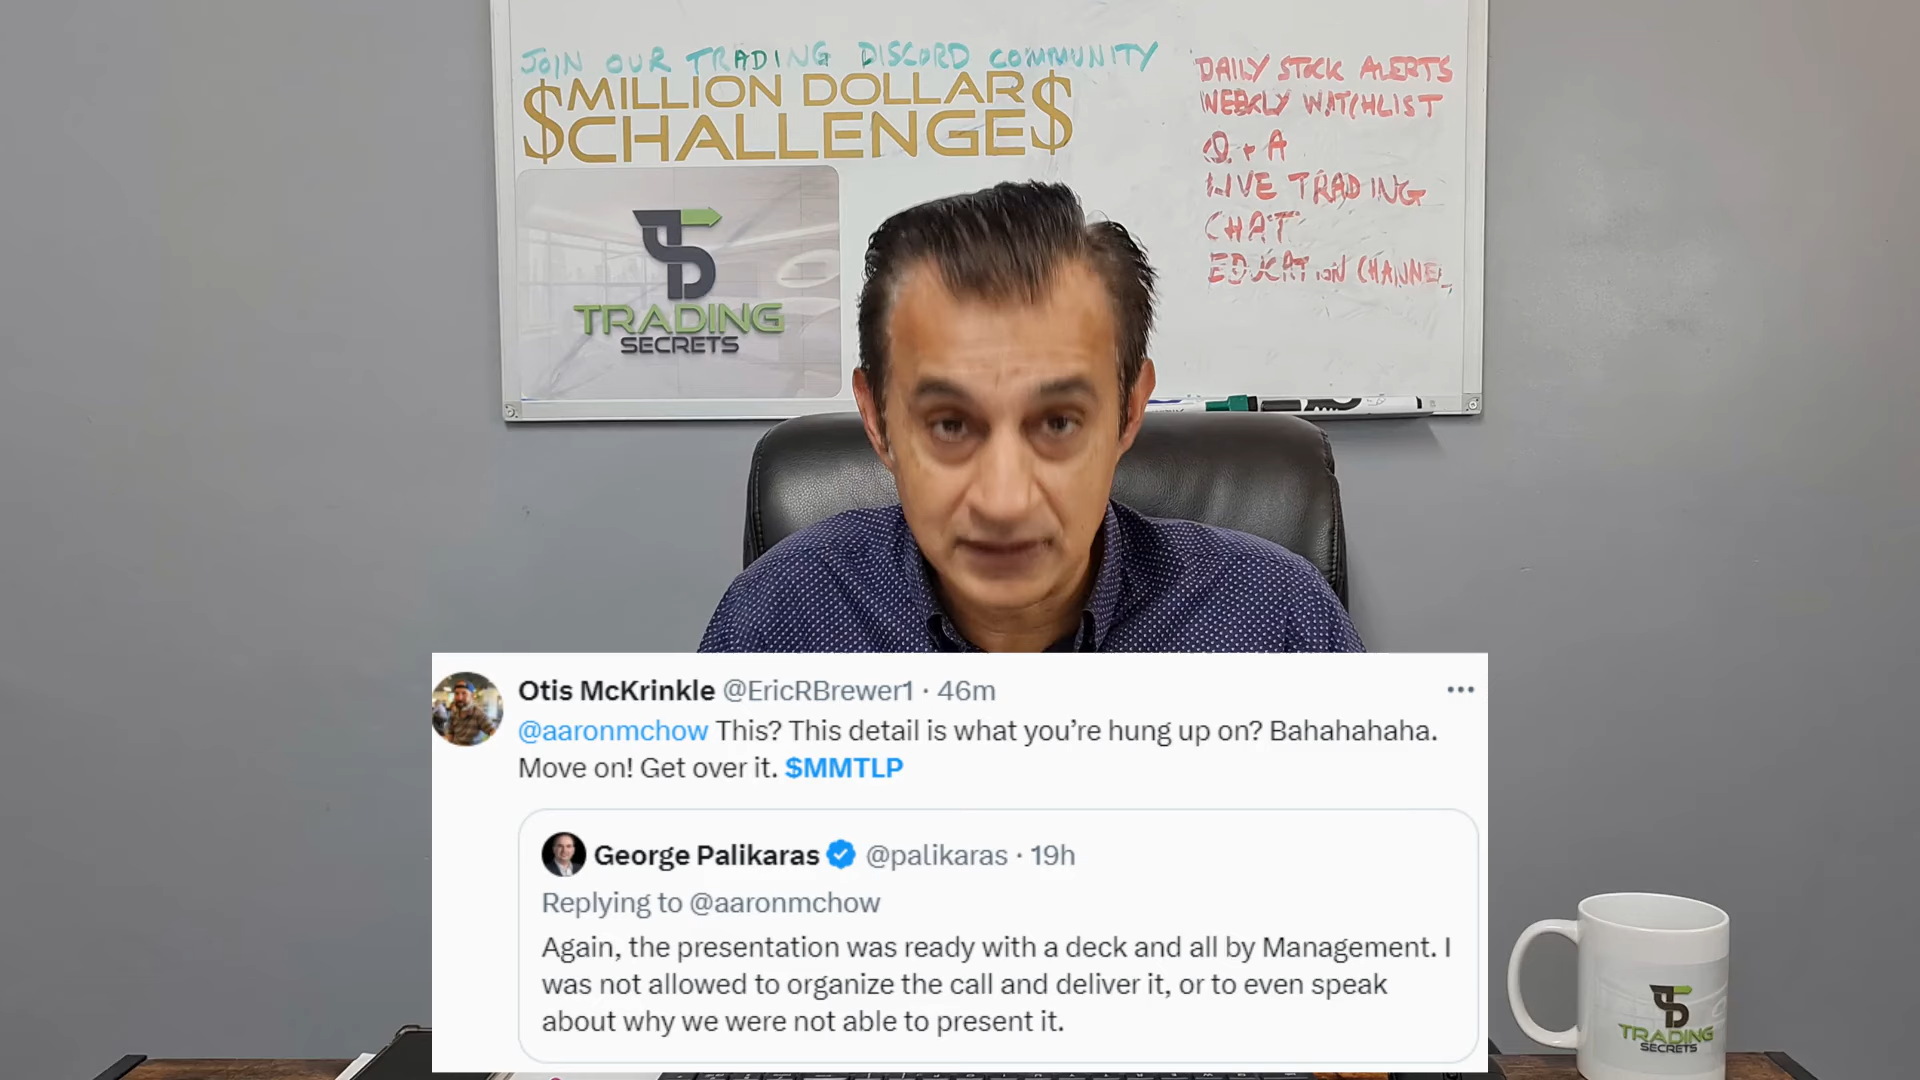 JOIN OUR TRADING DISCORD COMMUNITY
$MILLION DOLLAR$
CHALLENGE
DAILY STOCK ALERTS
WEEKLY WATCHLIST
Q + A
LIVE TRADING
CHAT
EDUCATION CHANNEL
TRADING
SECRETS
Otis McKrinkle @EricRBrewer1 · 46m
@aaronmchow This? This detail is what you’re hung up on? Bahahahaha.
Move on! Get over it. $MMTLP
George Palikaras @palikaras · 19h
Replying to @aaronmchow
Again, the presentation was ready with a deck and all by Management. I
was not allowed to organize the call and deliver it, or to even speak
about why we were not able to present it.
TRADING
SECRETS